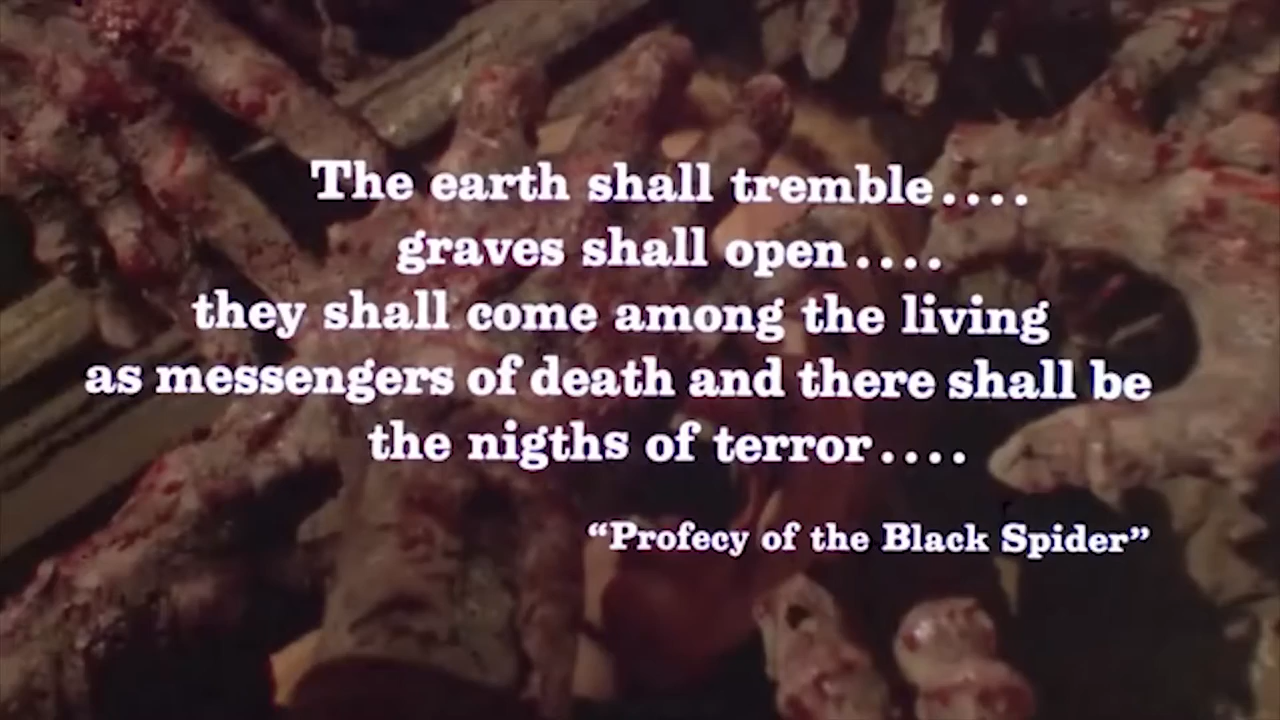 The earth shall tremble....
graves shall open....
they shall come among the living
as messengers of death and there shall be
the nigths of terror....
“Profecy of the Black Spider”